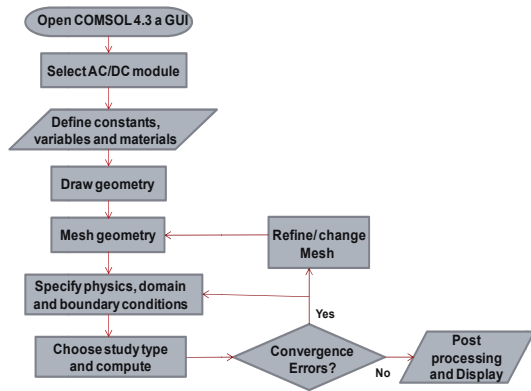 Open COMSOL 4.3 a GUI
Select AC/DC module
Define constants,
variables and materials
Draw geometry
Mesh geometry
Refine/ change
Mesh
Specify physics, domain
and boundary conditions
Yes
Choose study type
and compute
Convergence
Errors?
No
Post
processing
and Display